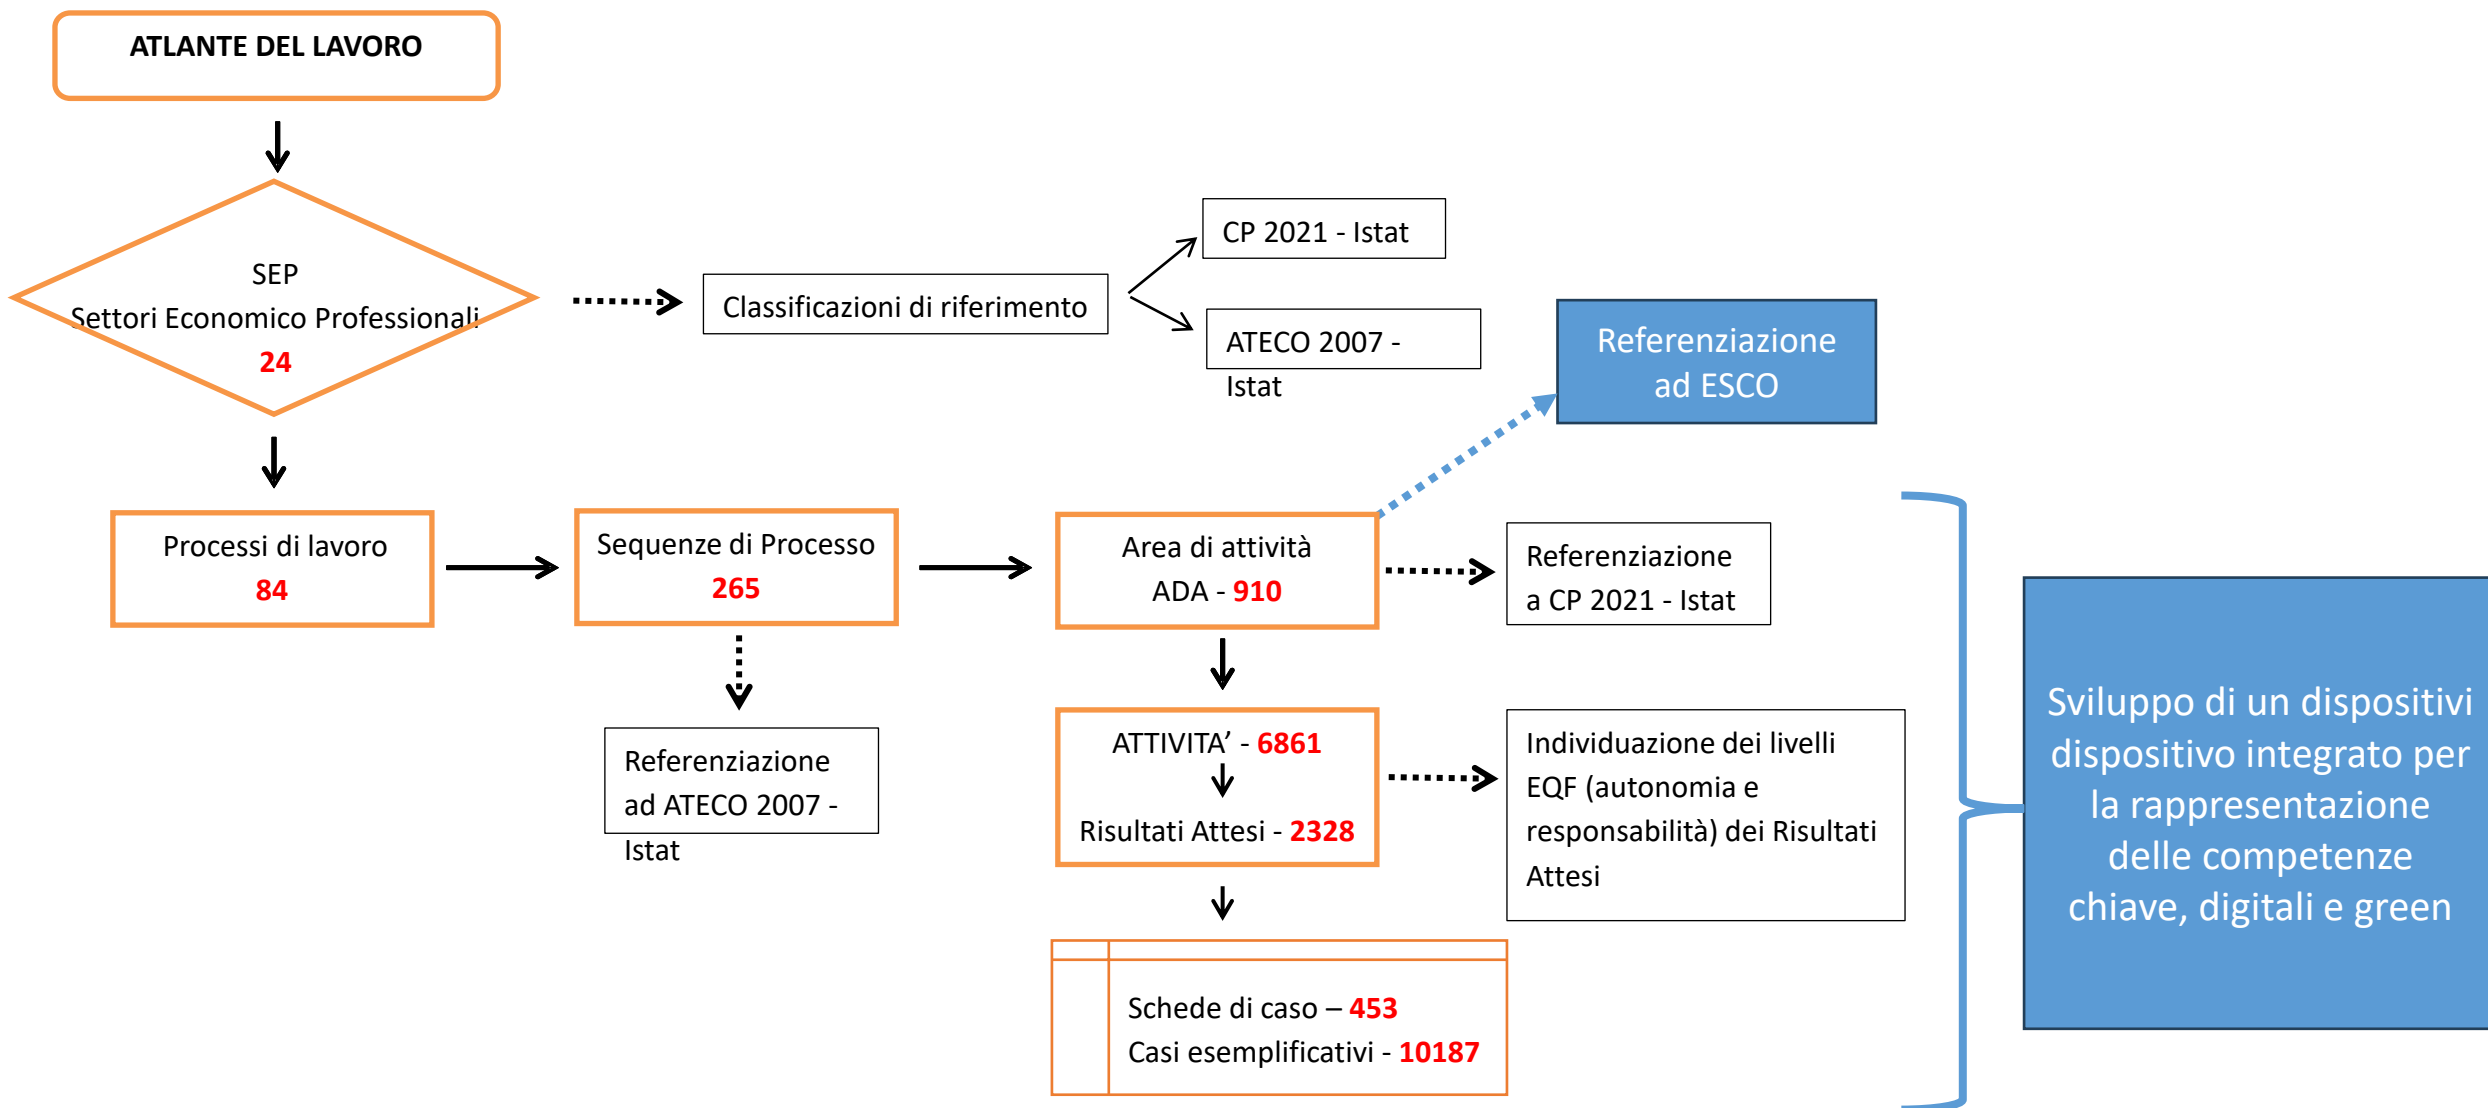 ATLANTE DEL LAVORO
SEP
Settori Economico Professionali
24
Classificazioni di riferimento
CP 2021 - Istat
ATECO 2007 -
Istat
Referenziazione
ad ESCO
Processi di lavoro
84
Sequenze di Processo
265
Area di attività
ADA - 910
Referenziazione
a CP 2021 - Istat
Referenziazione
ad ATECO 2007 -
Istat
ATTIVITA’ - 6861
Risultati Attesi - 2328
Individuazione dei livelli
EQF (autonomia e
responsabilità) dei Risultati
Attesi
Schede di caso – 453
Casi esemplificativi - 10187
Sviluppo di un dispositivi
dispositivo integrato per
la rappresentazione
delle competenze
chiave, digitali e green